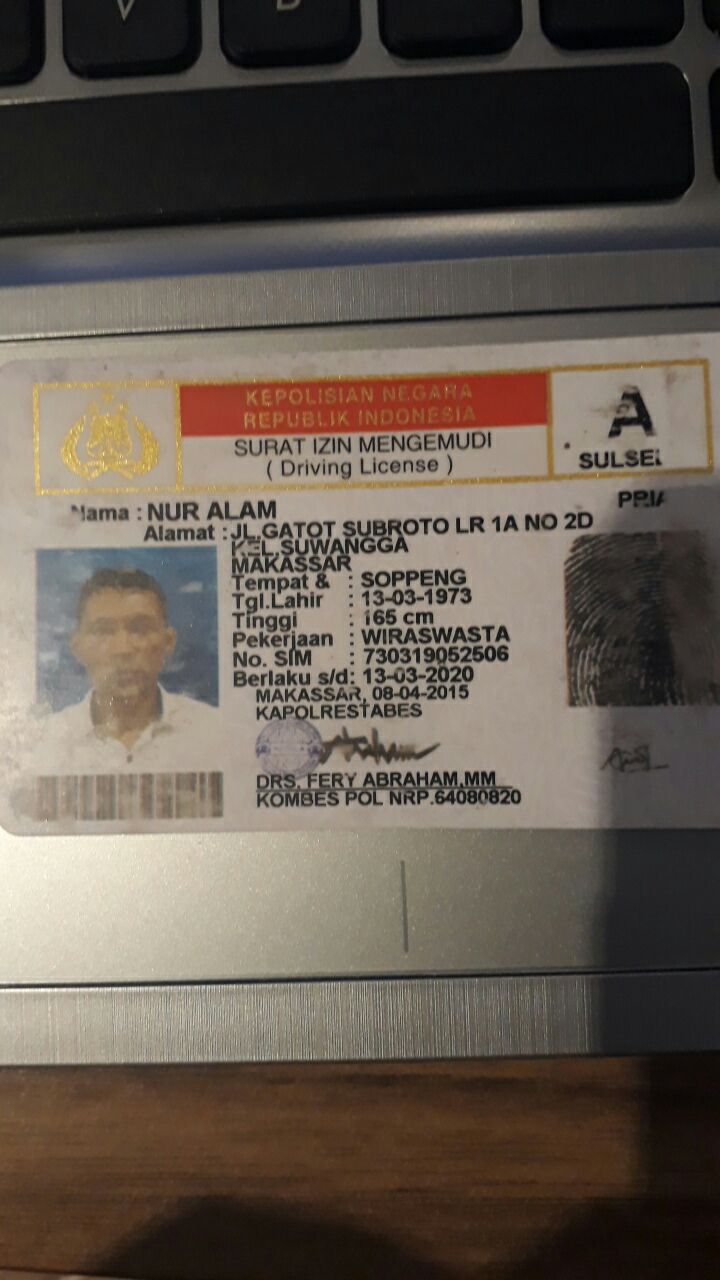 V B
KEPOLISIAN NEGARA
REPUBLIK INDONESIA
SURAT IZIN MENGEMUDI
( Driving License )
A
SULSEL
PRIA
Nama : NUR ALAM
Alamat : JL.GATOT SUBROTO LR 1A NO 2D
KEL.SUWANGGA
MAKASSAR
Tempat & : SOPPENG
Tgl.Lahir : 13-03-1973
Tinggi : 165 cm
Pekerjaan : WIRASWASTA
No. SIM : 730319052506
Berlaku s/d: 13-03-2020
MAKASSAR, 08-04-2015
KAPOLRESTABES
DRS. FERY ABRAHAM,MM
KOMBES POL NRP.64080820